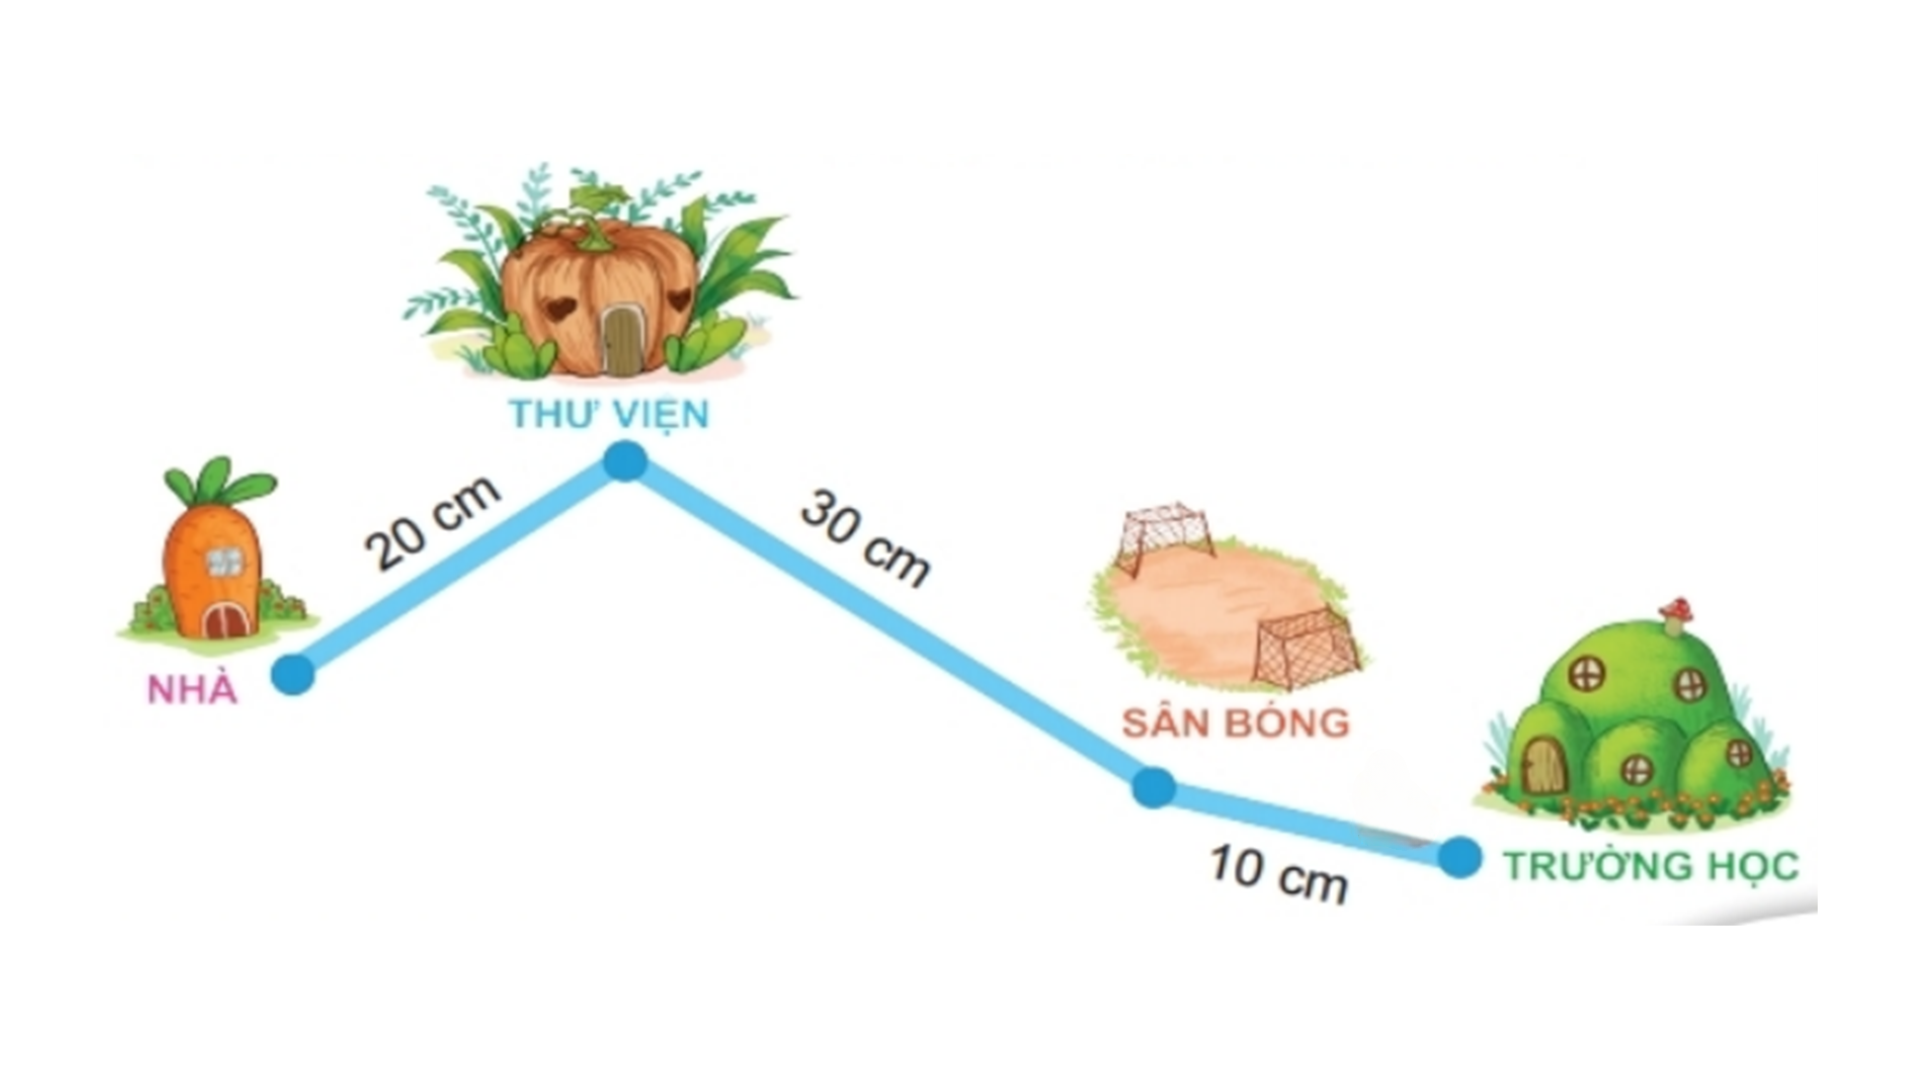 THƯ VIỆN
20 cm
30 cm
NHÀ
SÂN BÓNG
10 cm
TRƯỜNG HỌC